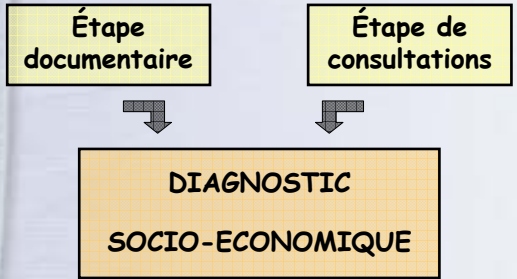 Étape
documentaire
Étape de
consultations
DIAGNOSTIC
SOCIO-ECONOMIQUE